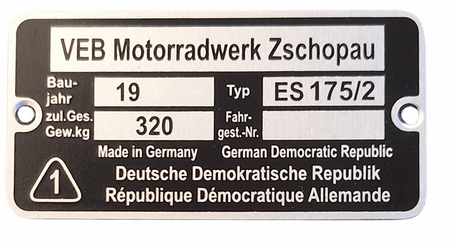 VEB Motorradwerk Zschopau
Bau-
jahr 19 Typ ES 175/2
zul.Ges. Fahr-
Gew.kg 320 gest.-Nr.
Made in Germany German Democratic Republic
1 Deutsche Demokratische Republik
République Démocratique Allemande